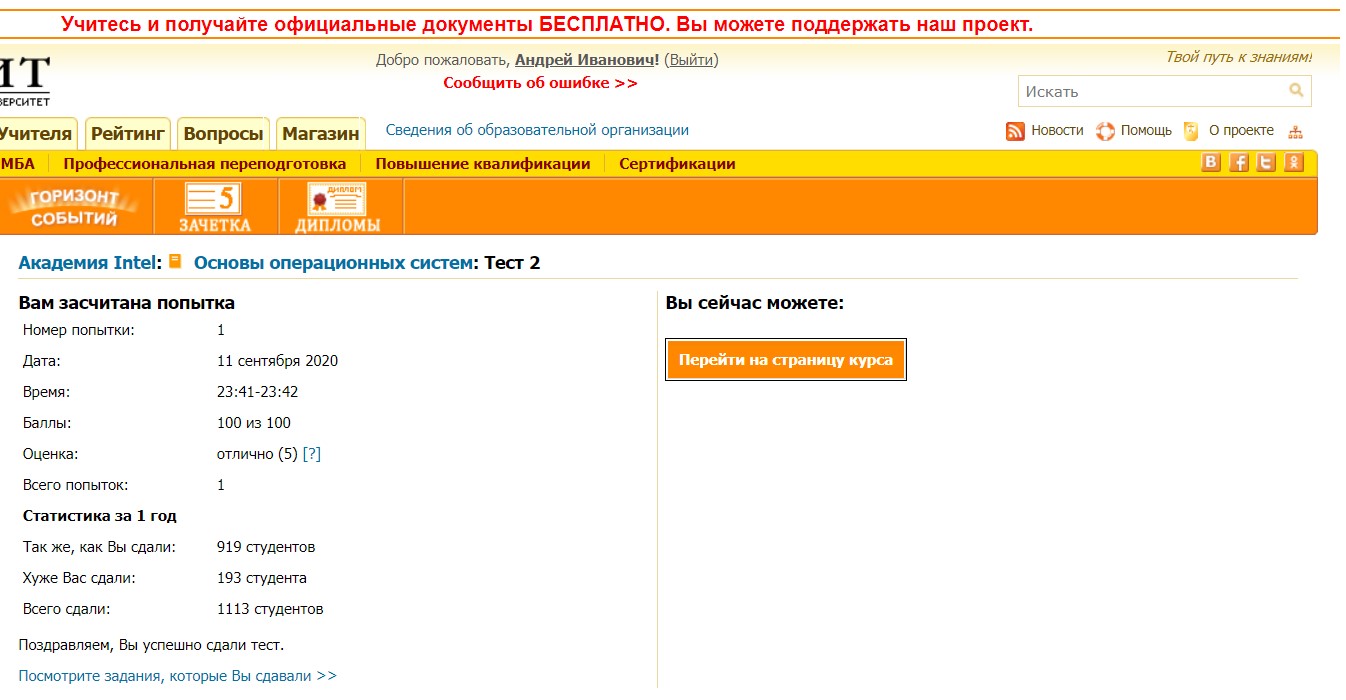 Учитесь и получайте официальные документы БЕСПЛАТНО. Вы можете поддержать наш проект.
Добро пожаловать, Андрей Иванович! (Выйти)
Твой путь к знаниям!
ИТ
ВЕРСИТЕТ
Сообщить об ошибке >>
Искать
Учителя Рейтинг Вопросы Магазин Сведения об образовательной организации
Новости Помощь О проекте
МБА Профессиональная переподготовка Повышение квалификации Сертификации
ГОРИЗОНТ СОБЫТИЙ
5 ЗАЧЕТКА
ДИПЛОМ ДИПЛОМЫ
Академия Intel: Основы операционных систем: Тест 2
Вам засчитана попытка
Номер попытки: 1
Дата: 11 сентября 2020
Время: 23:41-23:42
Баллы: 100 из 100
Оценка: отлично (5) [?]
Всего попыток: 1
Статистика за 1 год
Так же, как Вы сдали: 919 студентов
Хуже Вас сдали: 193 студента
Всего сдали: 1113 студентов
Поздравляем, Вы успешно сдали тест.
Посмотрите задания, которые Вы сдавали >>
Вы сейчас можете:
Перейти на страницу курса